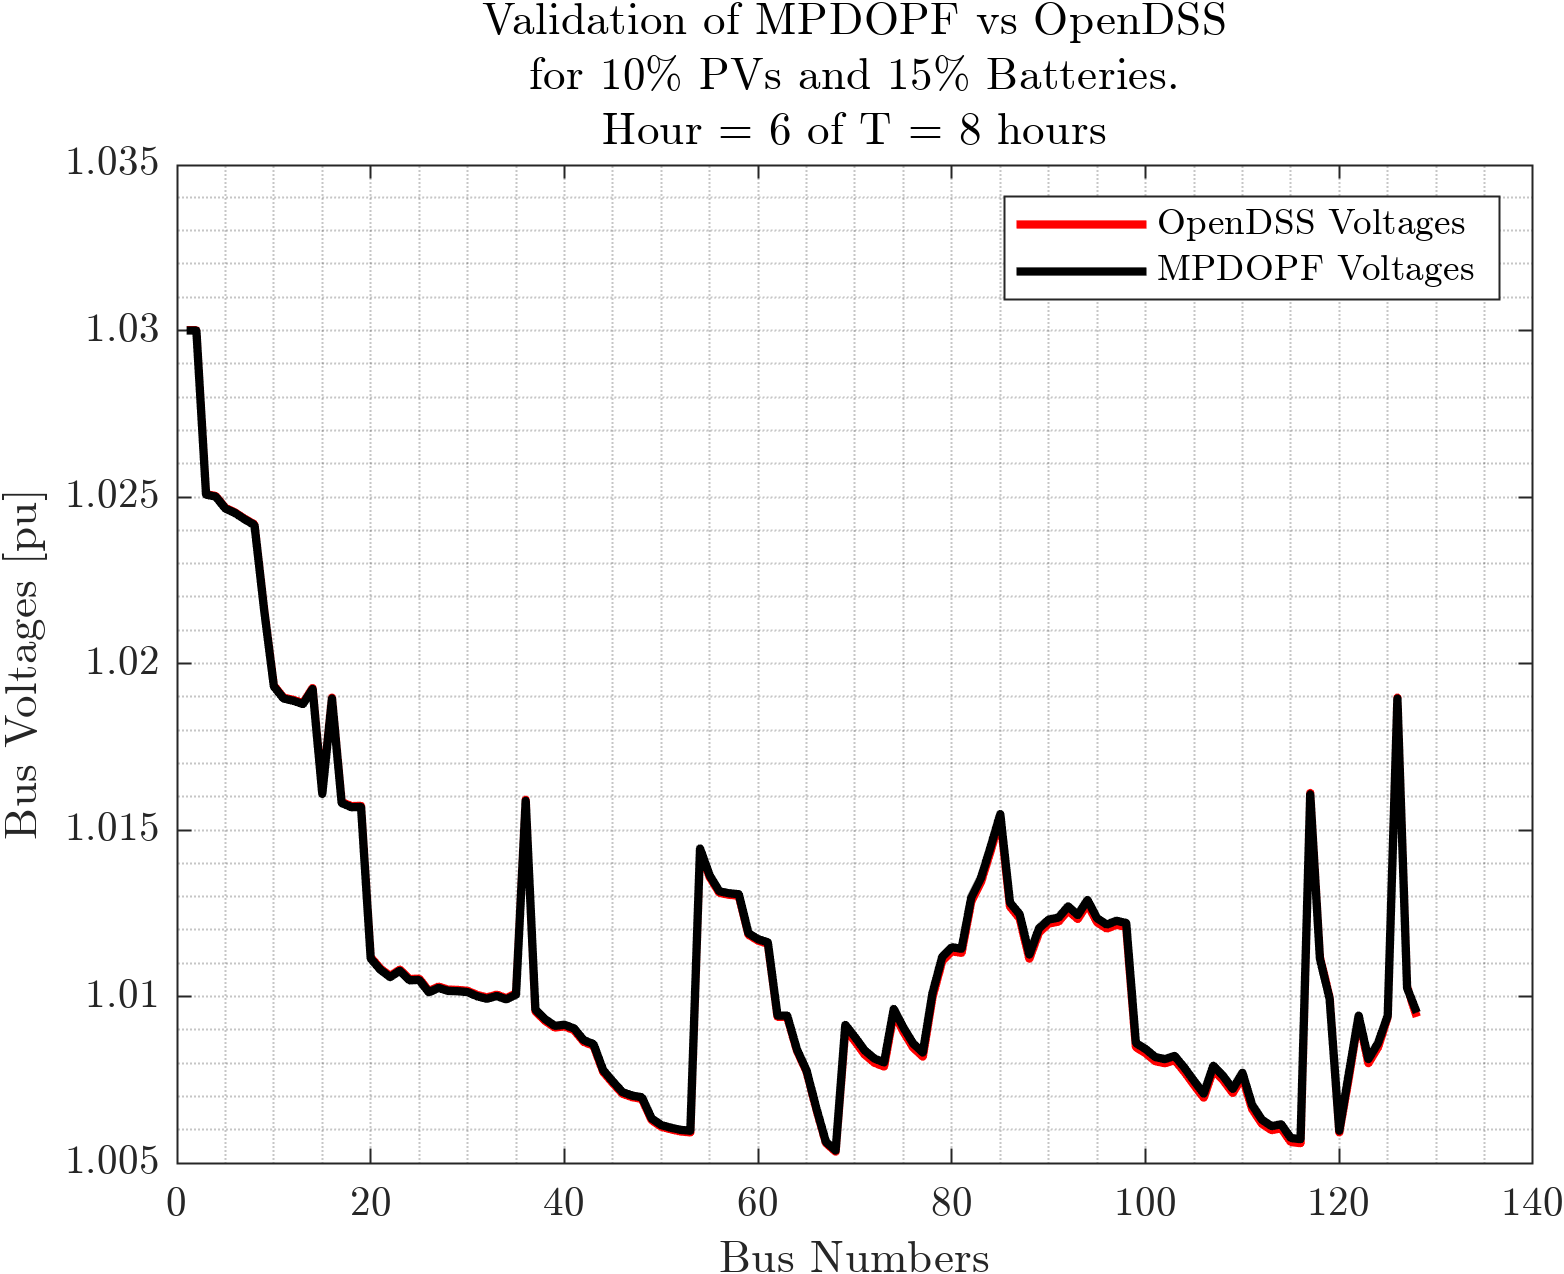 Validation of MPDOPF vs OpenDSS
for 10% PVs and 15% Batteries.
Hour = 6 of T = 8 hours
1.035
1.03
1.025
1.02
1.015
1.01
1.005
Bus Voltages [pu]
OpenDSS Voltages
MPDOPF Voltages
0 20 40 60 80 100 120 140
Bus Numbers